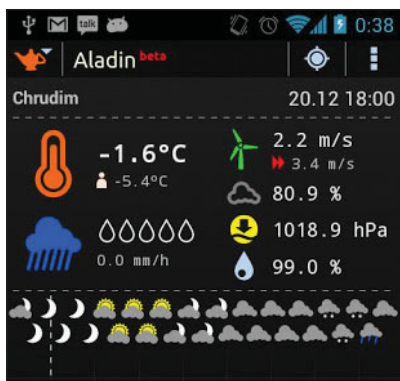 talk 0:38
Aladin beta
Chrudim 20.12 18:00
-1.6°C 2.2 m/s
-5.4°C 3.4 m/s
80.9 %
1018.9 hPa
0.0 mm/h
99.0 %